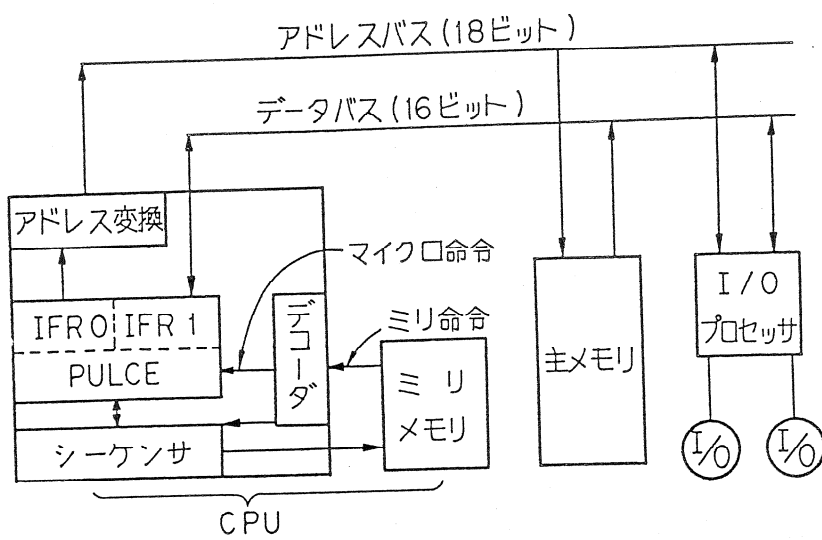 アドレスバス(18ビット)
データバス(16ビット)
アドレス変換
マイクロ命令
IFR0 IFR1
PULCE
デコーダ
ミリ命令
ミリ
メモリ
シーケンサ
CPU
主メモリ
I/O
プロセッサ
I/O
I/O